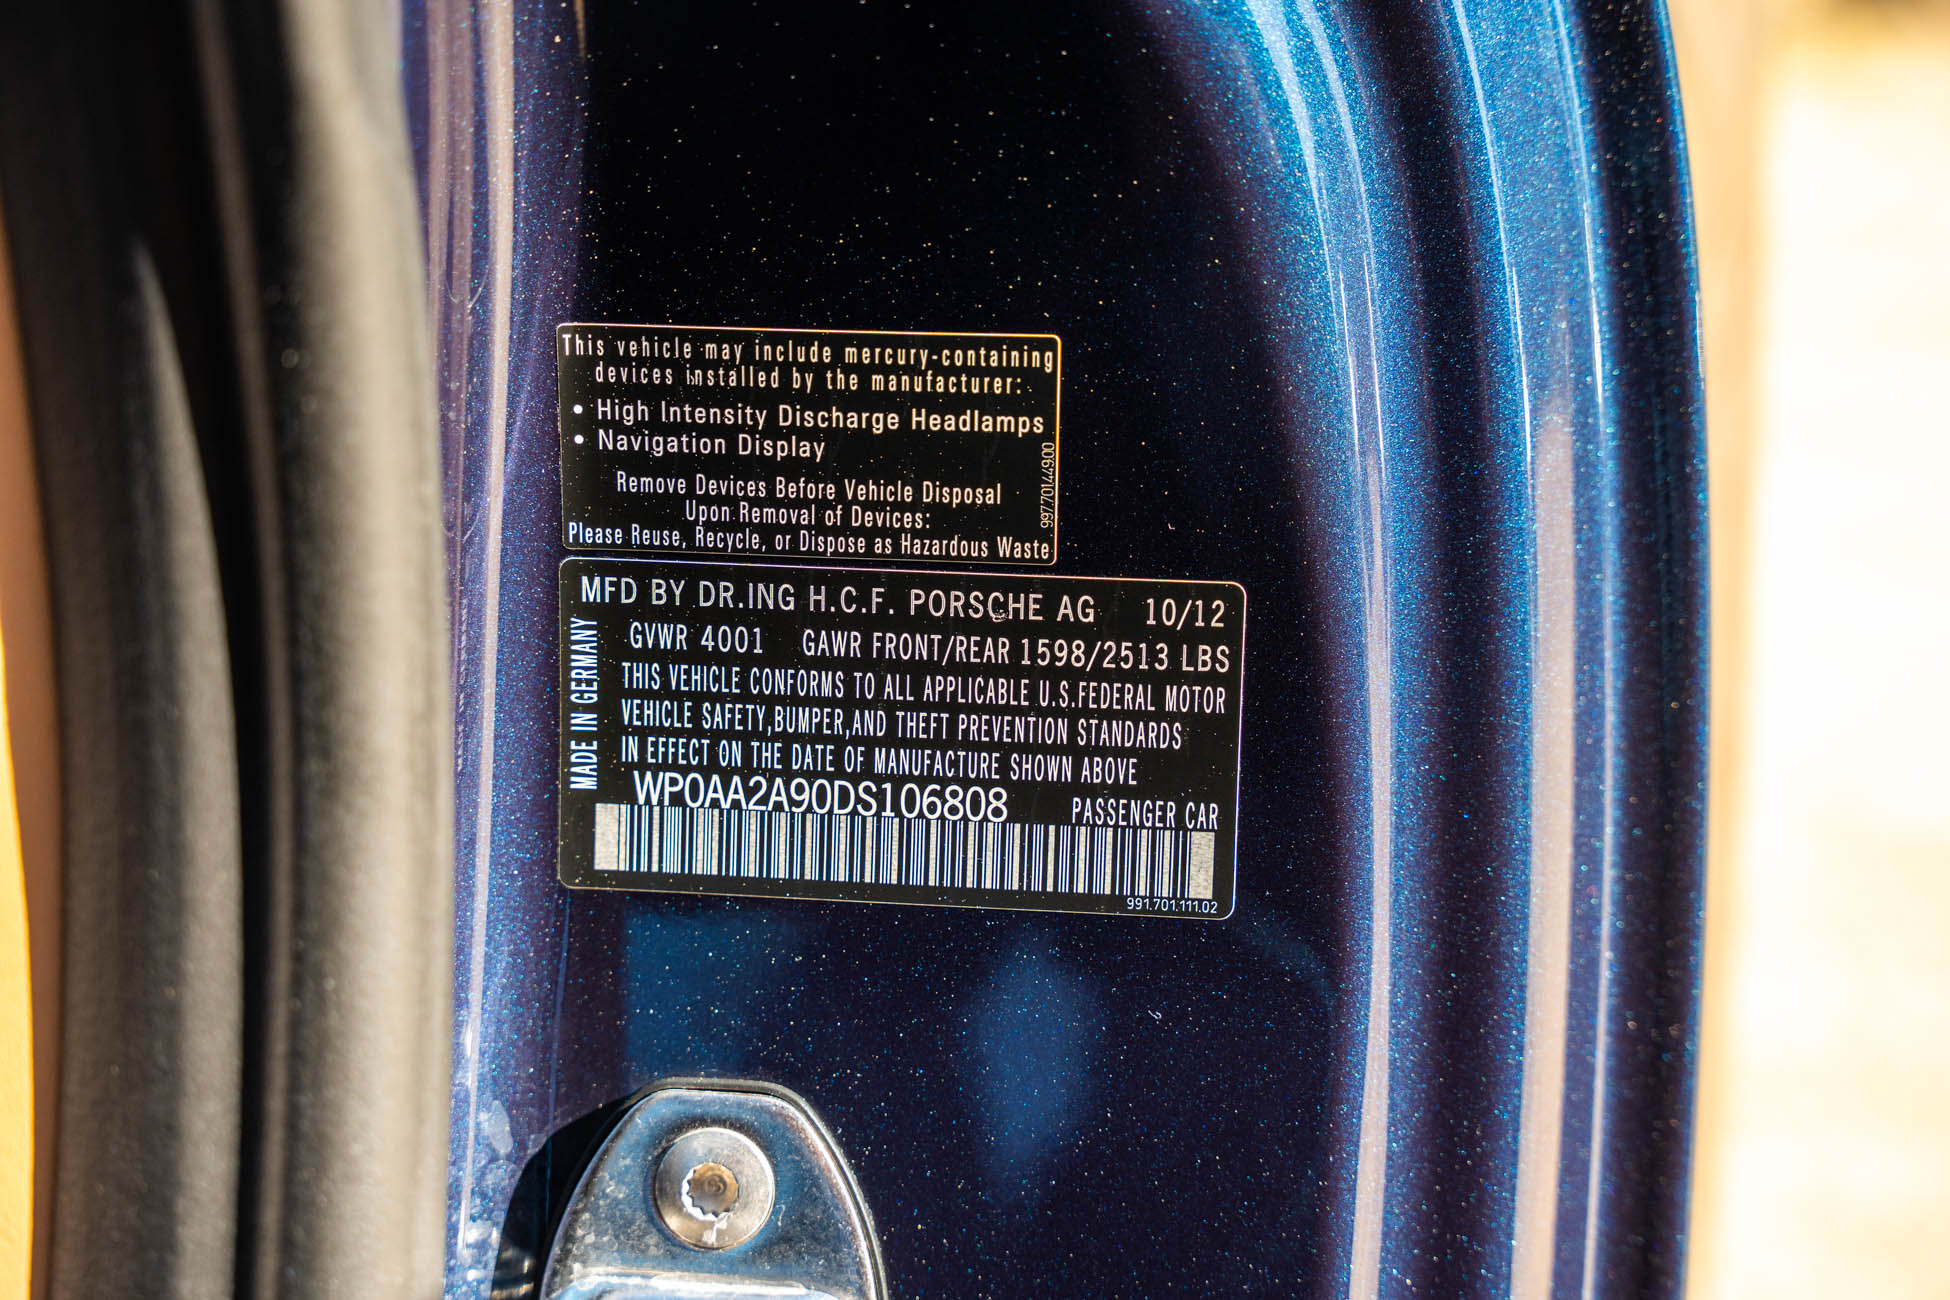 This vehicle may include mercury-containing
devices installed by the manufacturer:
• High Intensity Discharge Headlamps
• Navigation Display
Remove Devices Before Vehicle Disposal
Upon Removal of Devices:
Please Reuse, Recycle, or Dispose as Hazardous Waste
997.701.449.00
MFD BY DR.ING H.C.F. PORSCHE AG 10/12
GVWR 4001 GAWR FRONT/REAR 1598/2513 LBS
THIS VEHICLE CONFORMS TO ALL APPLICABLE U.S.FEDERAL MOTOR
VEHICLE SAFETY,BUMPER,AND THEFT PREVENTION STANDARDS
IN EFFECT ON THE DATE OF MANUFACTURE SHOWN ABOVE
MADE IN GERMANY
WP0AA2A90DS106808 PASSENGER CAR
991.701.111.02